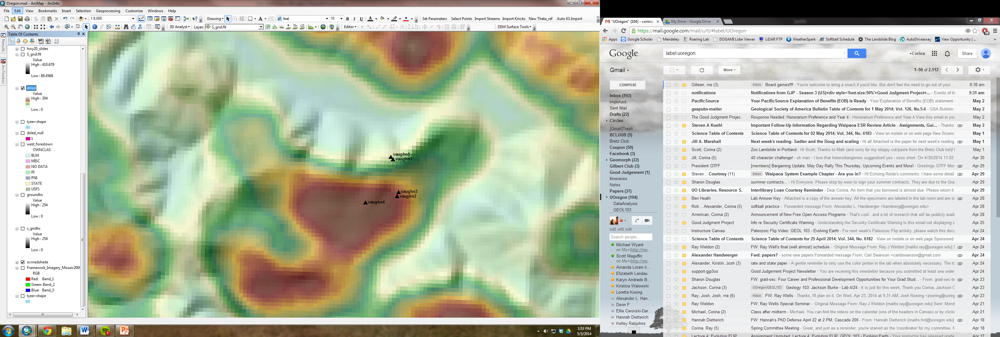 Oregon.mxd - ArcMap - ArcInfo
File Edit View Bookmarks Insert Selection Geoprocessing Customize Windows Help
1:8,000 Drawing Arial 10 B I U A Set Parameters Select Points Import Streams Import Knicks New Theta_ref Auto KS Import
3D Analyst Layer: S_gnd.flt Editor DEM Surface Tools
Table Of Contents
Results
ArcToolbox
hwy20_slides
S_gnd.flt
Value
High : 410.679
Low : 89.4568
dsled
Value
High : 304
Low : 0
tyee+shape
dsled_null
1
west_forestown
OWNCLAS
BLM
MISC
NO DATA
PI
PNI
STATE
USFS
groundhs
Value
High : 254
Low : 0
s_gndhs
Value
High : 254
Low : 0
ocrnedshade
Framework_Imagery_Mosaic2009
RGB
Red: Band_1
Green: Band_2
Blue: Band_3
tyee+shape
vaughn5
vaughn1
vaughn3
vaughn2
vaughn4
1:53 PM
5/3/2014
"UOregon" (104) - corinac My Drive - Google Drive
https://mail.google.com/mail/u/0/#label/UOregon
Apps Google Scholar Mendeley Roering Lab DOGAMI Lidar Viewer LiDAR FTP WeatherSpark Softball Schedule The Landslide Blog AutoDriveaway View Opportunity | ... »
Google label:uoregon +Corina Share
Gmail More 1–50 of 2,112
COMPOSE
Inbox (193)
Important
Sent Mail
Drafts (22)
Circles
[Gmail]Trash
BCLUUB (5)
Bretz Club
Coupon (50)
Facebook (3)
Geomorph (22)
Gilbert Club (3)
Good Judgement (1)
Itineraries
Notes
Papers (37)
UOregon (104)
DataAnalysis
GEOL103
edit edit edit
Search people...
Michael Wyant
on Mo+(http://mo...
Scott Maguffin
on Mo+(http://mo...
Amanda Lorain Ir...
Elizabeth Landau
Karyn Andrade B...
Kristina Walowski
Loretta Kwong
Alexander L. Han...
Devin F
Ellie Cerovski-Dar...
Hannah Dietterich
Kelley Rabjohns
Gillean, me (3) Inbox Board games!!!! - You're welcome to bring a snack if you'd like. But don't feel the need to go out of your 8:38 am
notifications Notifications from GJP - Season 3 (US)<div style='font-size:50%'>Good Judgment Project<... - Events of In 5:31 am
PacificSource Your PacificSource Explanation of Benefits (EOB) is Ready - Your Explanation of Benefits (EOB) statement May 2
gsapubs-mailer Geological Society of America Bulletin Table of Contents for 1 May 2014; Vol. 126, No.5-6 - GSA Bulletin May 2
The Good Judgment Projec. Response Needed: Honorarium Preference and Year 4 - Honorarium Preference and Year 4 View this email in you May 2
Steven A Kuehl Important Follow-Up Information Regarding Waipaoa ESR Review Article - Assignments, Gui... - Thanks May 2
Science Table of Contents Science Table of Contents for 02 May 2014; Vol. 344, No. 6183 - View on mobile or on web page New Scienc May 1
Jill A. Marshall Next week's reading- Sadler and the Doug and scaling - Hi all Attached is the paper for next week's reading. May 1
Scott, Corina (2) Zoo Landslide in Portland - Hi Scott, Thanks to Matt (and sorry for my sloppy cut/paste from the Bretz Club list)! May 1
Jill, Corina (5) 40 character challenge! - oh man - I love that heterodiangeneis suggestion! yes - sooo short. On 4/30/2014 11:02 Apr 30
President GTFF [members] Bargaining Update, May Day Rally This Thursday, Upcoming Events and More! - Greetings GTFF Mer Apr 29
Steven .. Courtney (11) Inbox Waipaoa System Example Chapter - Are you in? - HI Echoing Reide's comments. I have some detail Apr 29
Sharon Douglas summer contracts... - Hi Everyone, Please stop by soon to sign your summer contracts. They are due to the Gra Apr 29
UO Libraries, Resource S. Interlibrary Loan Courtesy Reminder - Dear Corina, An item that you borrowed is almost due. Please return it Apr 29
Ben Heath Lab Answer Key - Attached is a copy of the answer key. All the specimens are labeled in the lab room and are in Apr 28
Rob .. Alexander, Corina (5) softball practice - Forwarded message From: Alexander L. Handwerger <handwerg@uoregon.edu> Apr 28
American, Corina (2) Announcement of New Free Open Access Programs - That's cool...and a lot of research that will be publicly avail Apr 28
Good Judgment Project Info re Security Certificate Warning - Understanding the Security Certificate Warning Is this email not displaying c Apr 25
Instructure Canvas Paleozoic Flip Video: GEOL 103 - Evolving Earth - For next week's Paleozoic Flip activity, please watch this docu Apr 24
Science Table of Contents Science Table of Contents for 25 April 2014; Vol. 344, No. 6182 - View on mobile or on web page Sponsored Apr 24
Ray Weldon (2) FW: Ray Well's final (well almost) schedule - Original Message From: Ray J Weldon [mailto:ray@uoregon.edu] S Apr 24
Alexander Handwerger Fwd: papers? - some new papers Forwarded message From: Carl Swanson <carldswanson@gmail.com Apr 24
Alexander, Kristin, Josh (3) rate and state paper - A gentle reminder to only use the color printer in the lab when absolutely necessary. The to Apr 24
support-gjp3us Good Judgment Project Newsletter - You are receiving this newsletter because you submitted at least one order Apr 24
Sharon Douglas FW: grad-sec: Four Career and Professional Development Opportunities for Your Grad Stud... - From: grad-sec-bo Apr 23
Jackson, Corina (3) UOregon/GEOL103 Geology 103: Jackson Burke - Lab 4/24 - It is just for this week, Thank you Corina, Jackson C Apr 23
Ray, Josh, Josh, me (6) Inbox FW: Ray Wells - Thanks, I'll plan on it. On Wed, Apr 23, 2014 at 9:31 AM, Josh Roering <jroering@uoreg Apr 23
Ray Weldon FW: Ray Wells Special Seminar - Original Message From: Ray J Weldon [mailto:ray@uoregon.edu] Sent: Mond Apr 21
Michael, Corina (2) Class after midterm - Michael, You can find the videos on the calendar (one of the headers in Canvas) or by clicki Apr 21
Hannah Dietterich FW: Hannah's PhD Defense April 22 at 2 PM, Cascade 200 - From: Hannah Dietterich [mailto:hrd@uoregon.edu] Apr 18
Corina, Ray (5) Spring Committee Meeting - Great, and just as a reminder, you're starred as the 'coordinator' for my committee. N Apr 18
Lecture 4: Evolution FLIP Assignment Unmuted: Lecture 4: Evolution FLIP, GEOL 103 - Evolving Earth - Your instructor has released grade Apr 17